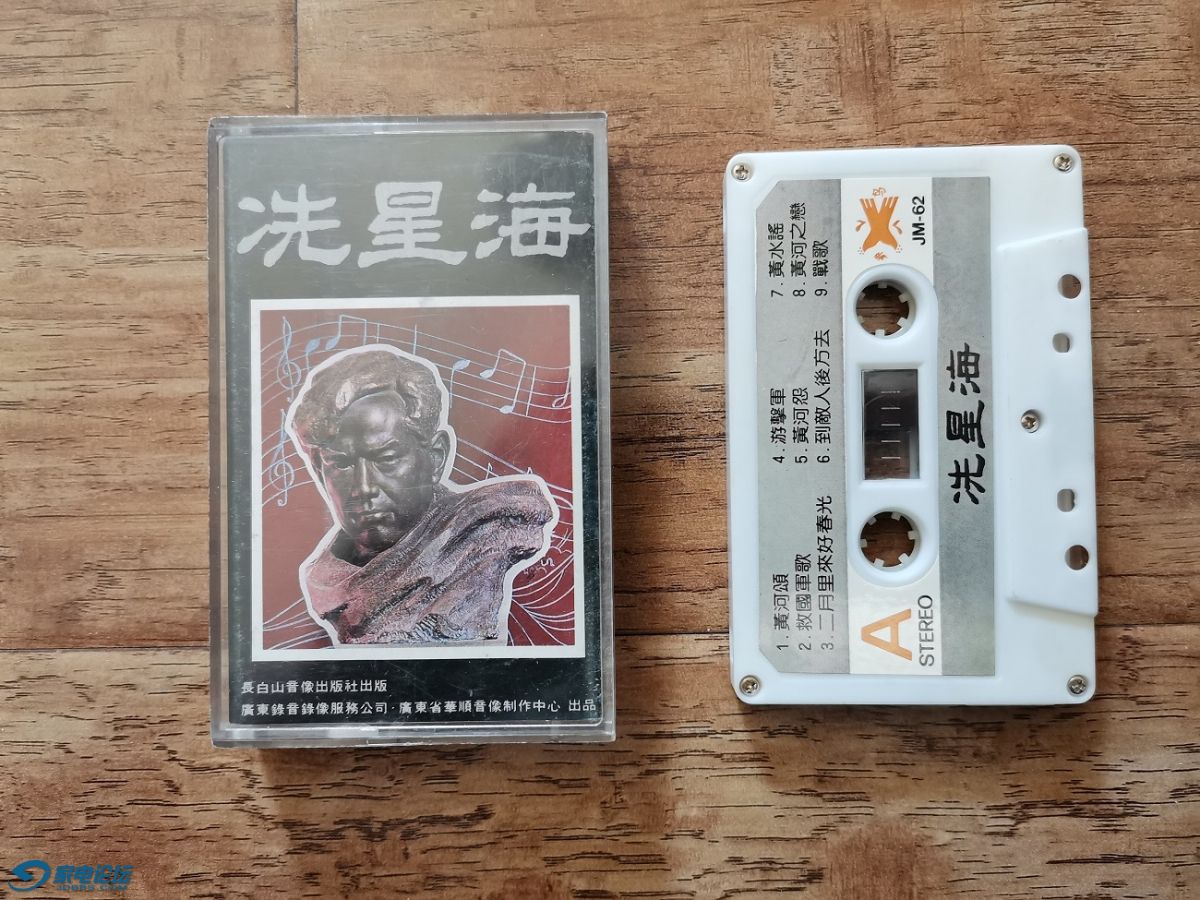 冼星海
長白山音像出版社出版
廣東錄音錄像服務公司·廣東省華順音像制作中心 出品
1. 黃河頌
2. 救國軍歌
3. 二月里來好春光
4. 游擊軍
5. 黃河怨
6. 到敵人後方去
7. 黃水謠
8. 黃河之戀
9. 戰歌
JM-62
冼星海
A
STEREO
家电论坛
JDBBS.COM